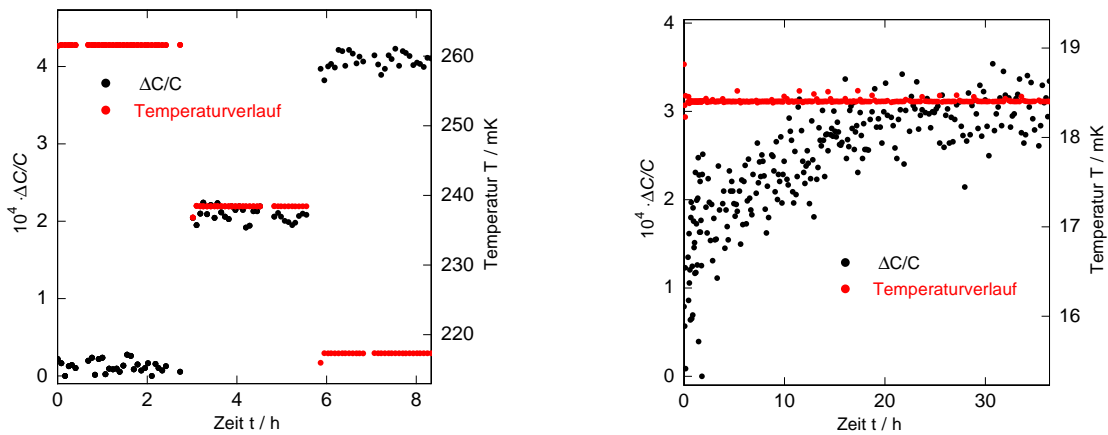 10⁴ · ΔC/C
4
3
2
1
0
ΔC/C
Temperaturverlauf
260
250
240
230
220
Temperatur T / mK
0
2
4
6
8
Zeit t / h
10⁴ · ΔC/C
4
3
2
1
0
ΔC/C
Temperaturverlauf
19
18
17
16
Temperatur T / mK
0
10
20
30
Zeit t / h